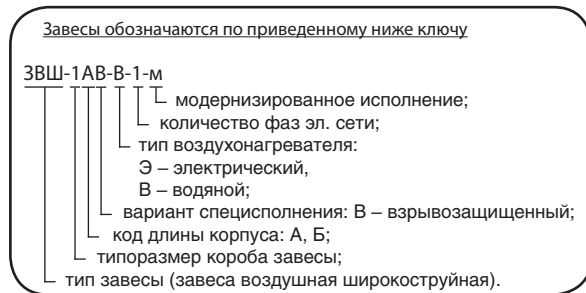 Завесы обозначаются по приведенному ниже ключу
ЗВШ-1АВ-В-1-м
модернизированное исполнение;
количество фаз эл. сети;
тип воздухонагревателя:
Э – электрический,
В – водяной;
вариант специсполнения: В – взрывозащищенный;
код длины корпуса: А, Б;
типоразмер короба завесы;
тип завесы (завеса воздушная широкоструйная).